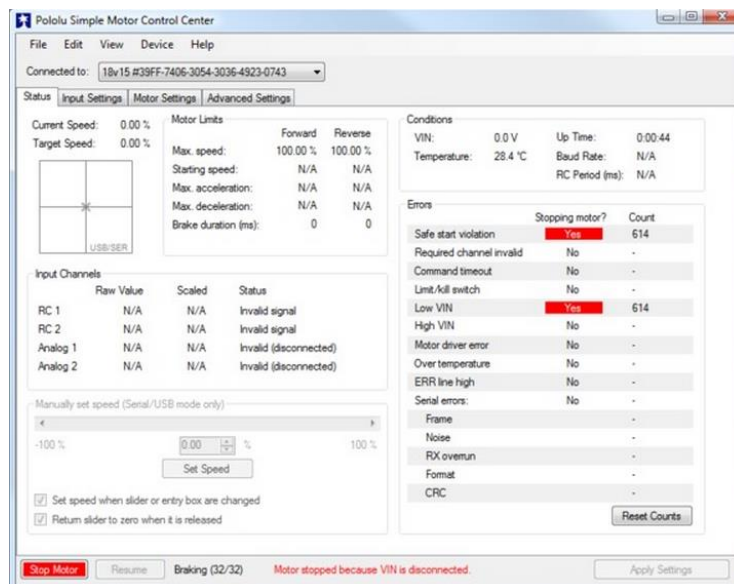 Pololu Simple Motor Control Center
File Edit View Device Help
Connected to: 18v15 #39FF-7406-3054-3036-4923-0743
Status Input Settings Motor Settings Advanced Settings
Current Speed: 0.00 %
Target Speed: 0.00 %
USB/SER
Motor Limits
Forward Reverse
Max. speed: 100.00 % 100.00 %
Starting speed: N/A N/A
Max. acceleration: N/A N/A
Max. deceleration: N/A N/A
Brake duration (ms): 0 0
Conditions
VIN: 0.0 V Up Time: 0:00:44
Temperature: 28.4 °C Baud Rate: N/A
RC Period (ms): N/A
Input Channels
Raw Value Scaled Status
RC 1 N/A N/A Invalid signal
RC 2 N/A N/A Invalid signal
Analog 1 N/A N/A Invalid (disconnected)
Analog 2 N/A N/A Invalid (disconnected)
Manually set speed (Serial/USB mode only)
-100 % 0.00 % 100 %
Set Speed
Set speed when slider or entry box are changed
Return slider to zero when it is released
Errors
Stopping motor? Count
Safe start violation Yes 614
Required channel invalid No -
Command timeout No -
Limit/kill switch No -
Low VIN Yes 614
High VIN No -
Motor driver error No -
Over temperature No -
ERR line high No -
Serial errors: No -
Frame -
Noise -
RX overrun -
Format -
CRC -
Reset Counts
Stop Motor Resume Braking (32/32) Motor stopped because VIN is disconnected. Apply Settings